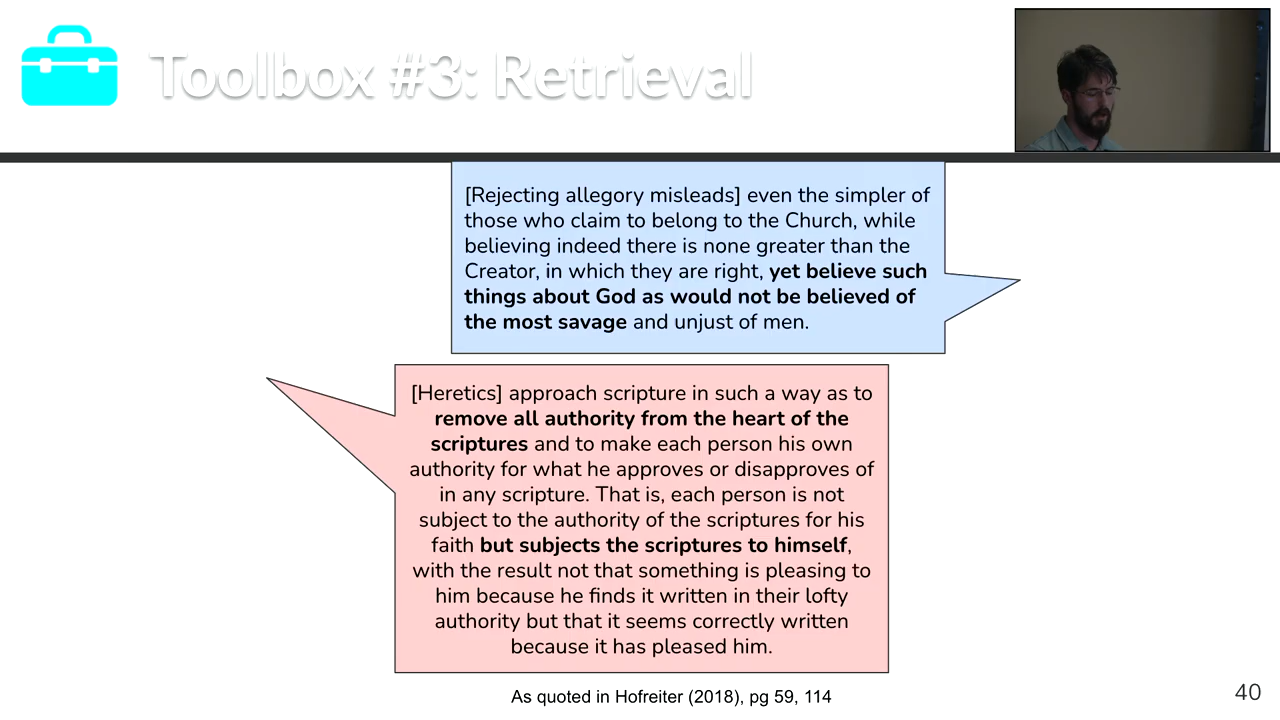 Toolbox #3: Retrieval
[Rejecting allegory misleads] even the simpler of
those who claim to belong to the Church, while
believing indeed there is none greater than the
Creator, in which they are right, yet believe such
things about God as would not be believed of
the most savage and unjust of men.
[Heretics] approach scripture in such a way as to
remove all authority from the heart of the
scriptures and to make each person his own
authority for what he approves or disapproves of
in any scripture. That is, each person is not
subject to the authority of the scriptures for his
faith but subjects the scriptures to himself,
with the result not that something is pleasing to
him because he finds it written in their lofty
authority but that it seems correctly written
because it has pleased him.
As quoted in Hofreiter (2018), pg 59, 114
40